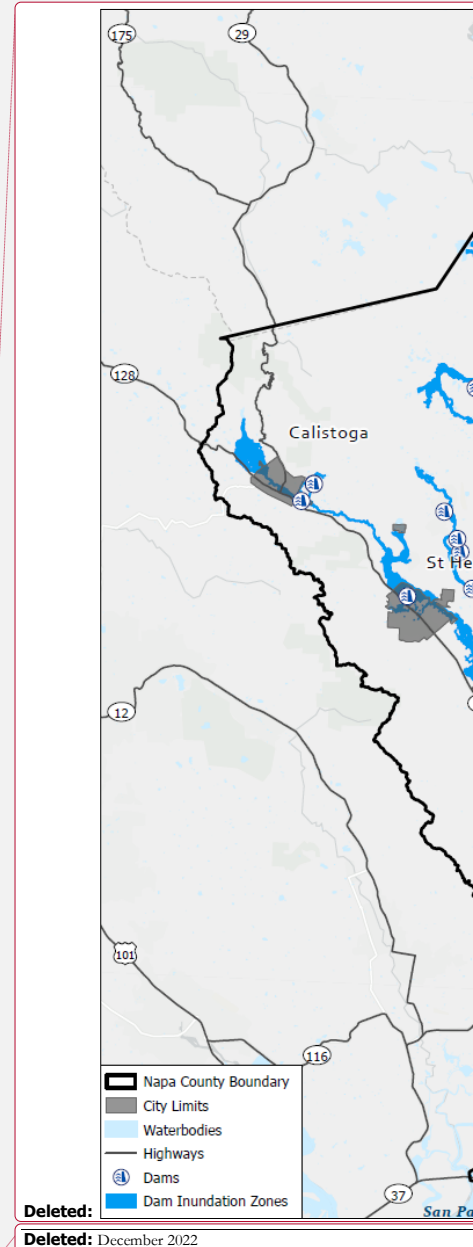 175
29
128
Calistoga
St He
12
101
116
Napa County Boundary
City Limits
Waterbodies
Highways
Dams
Dam Inundation Zones
37
San Pa
Deleted:
Deleted: December 2022